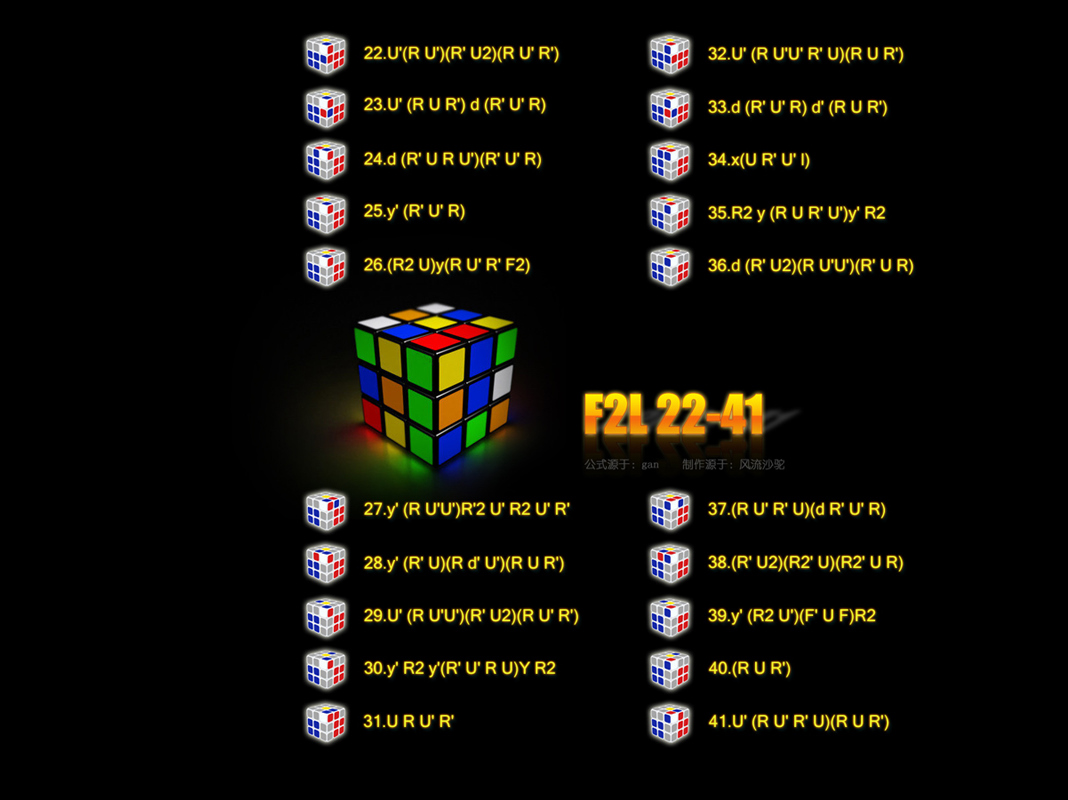 22.U'(R U')(R' U2)(R U' R')
23.U' (R U R') d (R' U' R)
24.d (R' U R U')(R' U' R)
25.y' (R' U' R)
26.(R2 U)y(R U' R' F2)
32.U' (R U'U' R' U)(R U R')
33.d (R' U' R) d' (R U R')
34.x(U R' U' l)
35.R2 y (R U R' U')y' R2
36.d (R' U2)(R U'U')(R' U R)
F2L 22-41
公式源于：gan 制作源于：风流沙驼
27.y' (R U'U')R'2 U' R2 U' R'
28.y' (R' U)(R d' U')(R U R')
29.U' (R U'U')(R' U2)(R U' R')
30.y' R2 y'(R' U' R U)Y R2
31.U R U' R'
37.(R U' R' U)(d R' U' R)
38.(R' U2)(R2' U)(R2' U R)
39.y' (R2 U')(F' U F)R2
40.(R U R')
41.U' (R U' R' U)(R U R')